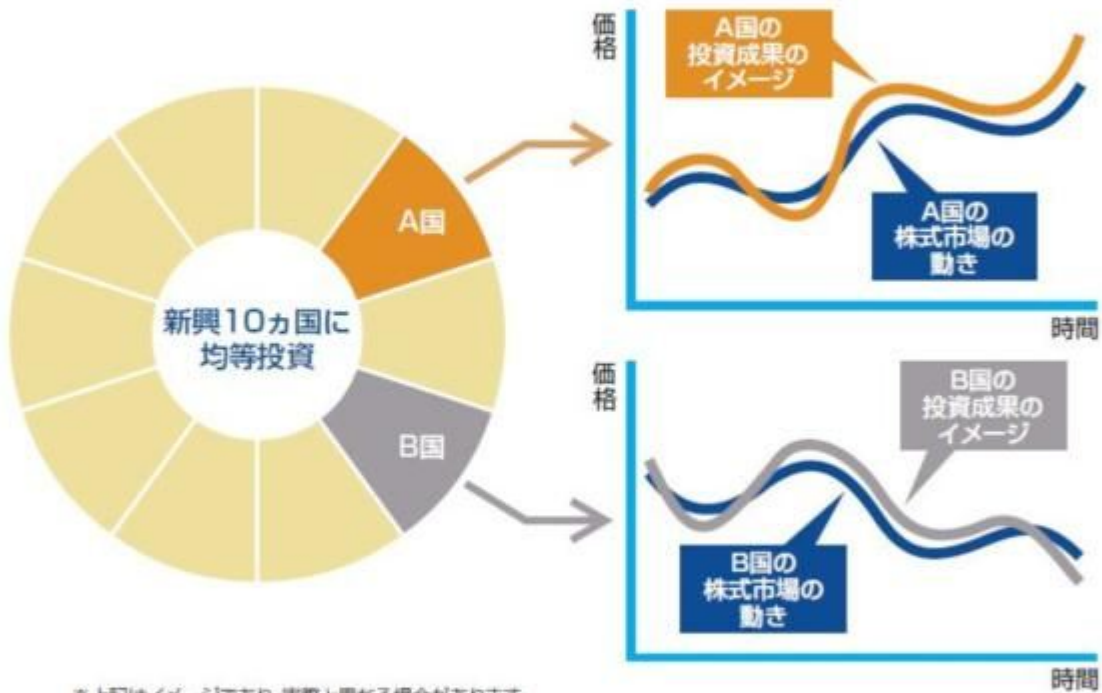 新興10ヵ国に
均等投資
A国
B国
価格
A国の
投資成果の
イメージ
A国の
株式市場の
動き
時間
価格
B国の
投資成果の
イメージ
B国の
株式市場の
動き
時間